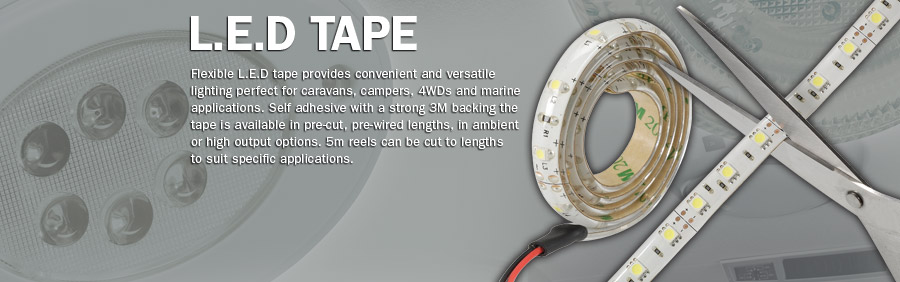 L.E.D TAPE
Flexible L.E.D tape provides convenient and versatile
lighting perfect for caravans, campers, 4WDs and marine
applications. Self adhesive with a strong 3M backing the
tape is available in pre-cut, pre-wired lengths, in ambient
or high output options. 5m reels can be cut to lengths
to suit specific applications.